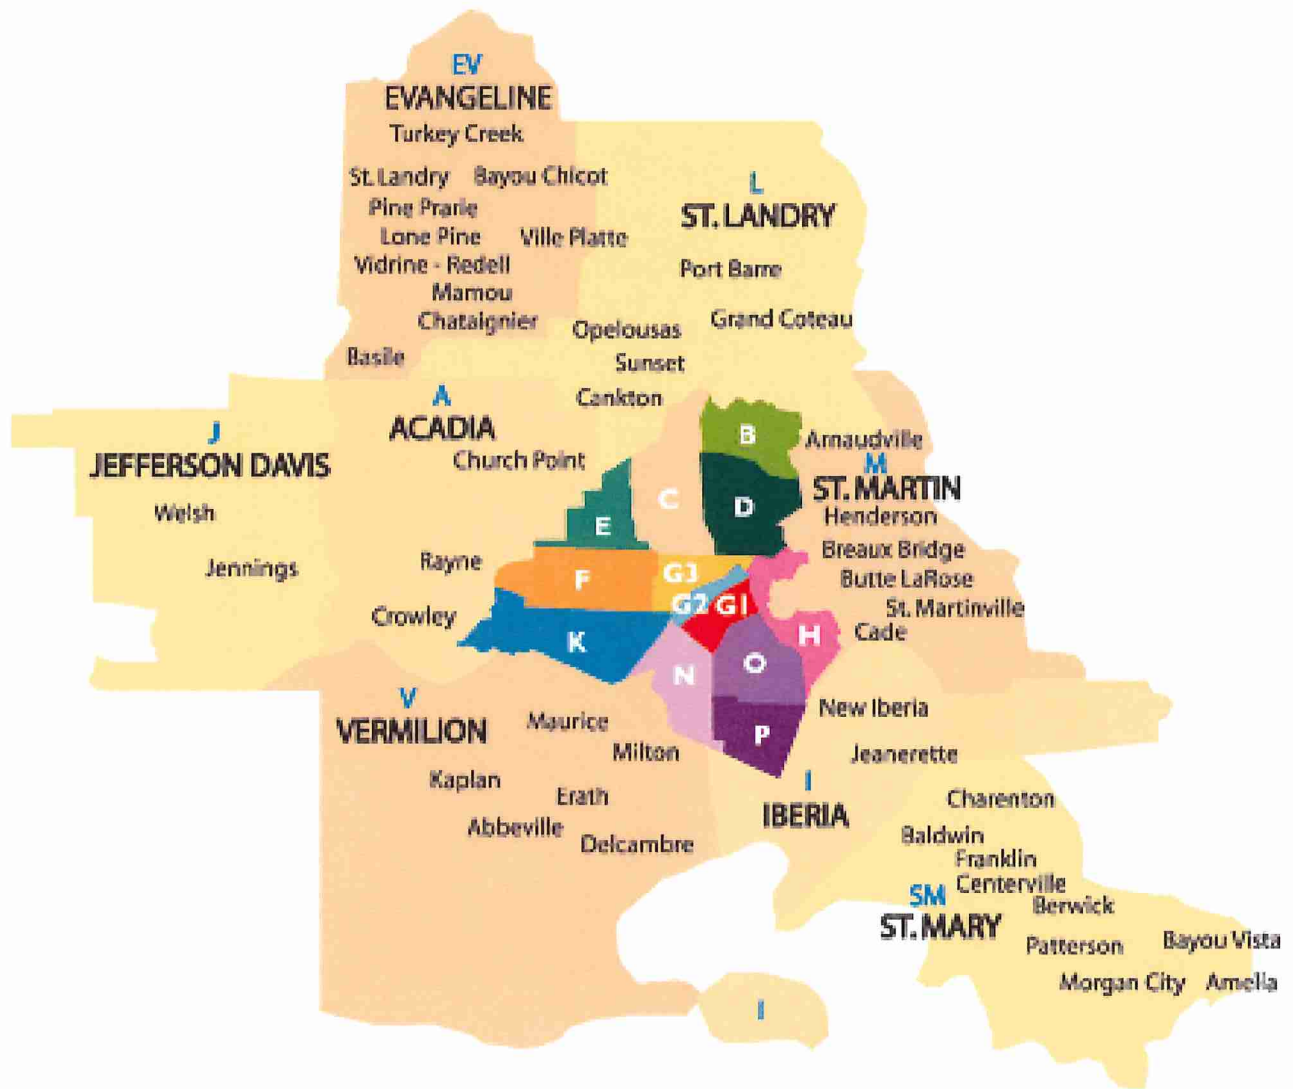 EV
EVANGELINE
Turkey Creek
St. Landry Bayou Chicot
Pine Prarie
Lone Pine Ville Platte
Vidrine - Redell
Mamou
Chataignier
Basile
L
ST. LANDRY
Port Barre
Grand Coteau
Opelousas
Sunset
Cankton
A
ACADIA
Church Point
Rayne
Crowley
J
JEFFERSON DAVIS
Welsh
Jennings
B
C
D
E
F
G3
G2 G1
H
K
N
O
P
Arnaudville
M
ST. MARTIN
Henderson
Breaux Bridge
Butte LaRose
St. Martinville
Cade
V
VERMILION
Maurice
Milton
Kaplan
Erath
Abbeville
Delcambre
New Iberia
Jeanerette
I
IBERIA
Charenton
Baldwin
Franklin
Centerville
SM
ST. MARY
Berwick
Patterson
Bayou Vista
Morgan City Amelia
I